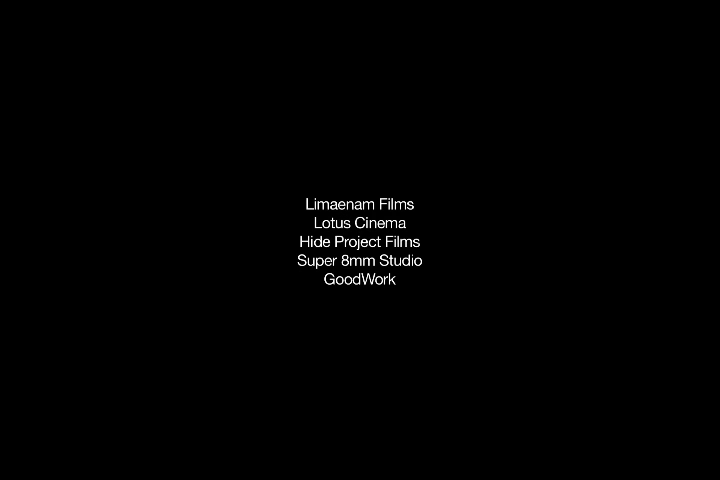 Limaenam Films
Lotus Cinema
Hide Project Films
Super 8mm Studio
GoodWork